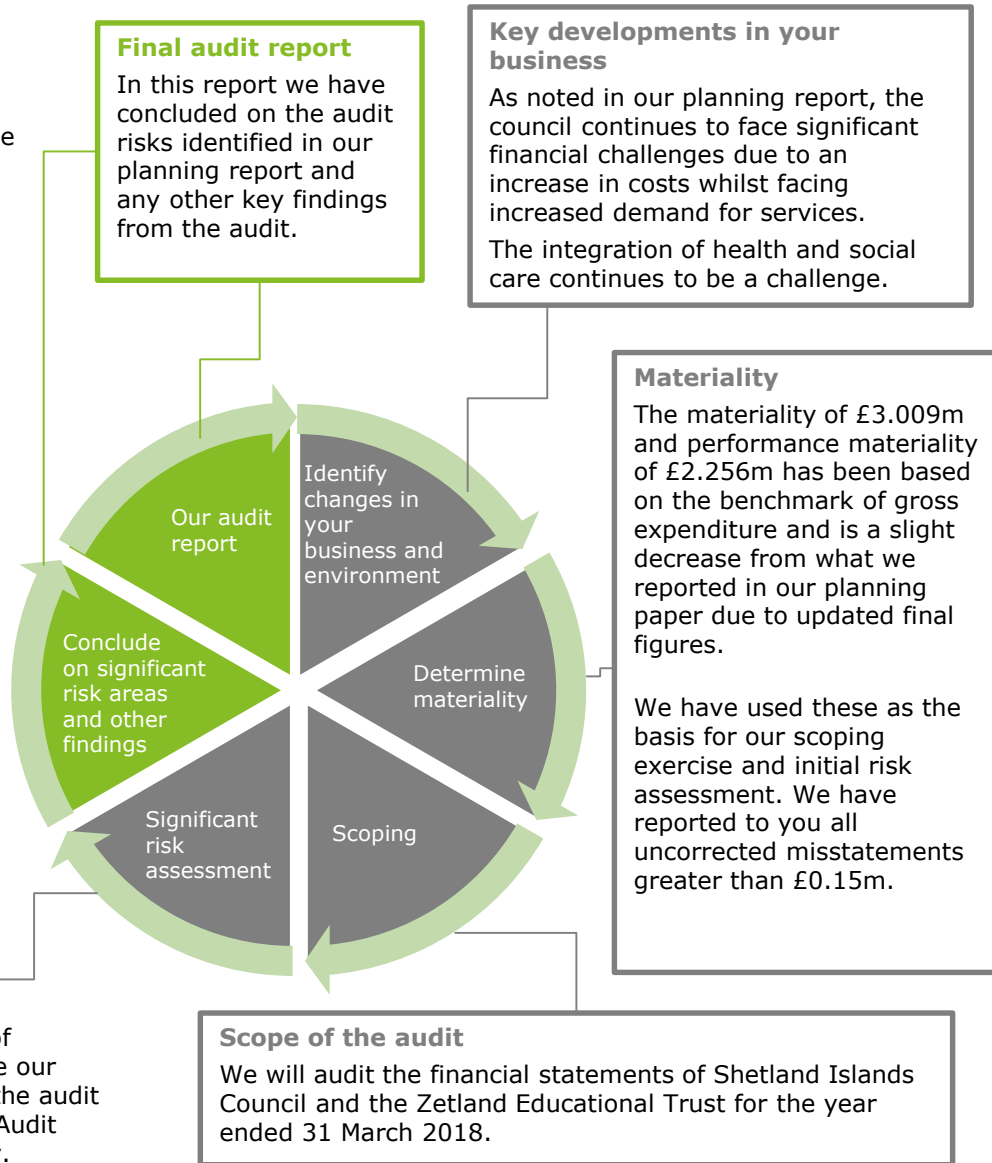 Final audit report
In this report we have
concluded on the audit
risks identified in our
planning report and
any other key findings
from the audit.
Key developments in your
business
As noted in our planning report, the
council continues to face significant
financial challenges due to an
increase in costs whilst facing
increased demand for services.
The integration of health and social
care continues to be a challenge.
Materiality
The materiality of £3.009m
and performance materiality
of £2.256m has been based
on the benchmark of gross
expenditure and is a slight
decrease from what we
reported in our planning
paper due to updated final
figures.
We have used these as the
basis for our scoping
exercise and initial risk
assessment. We have
reported to you all
uncorrected misstatements
greater than £0.15m.
Identify
changes in
your
business and
environment
Determine
materiality
Scoping
Significant
risk
assessment
Conclude
on significant
risk areas
and other
findings
Our audit
report
of
our
the audit
Audit
Scope of the audit
We will audit the financial statements of Shetland Islands
Council and the Zetland Educational Trust for the year
ended 31 March 2018.